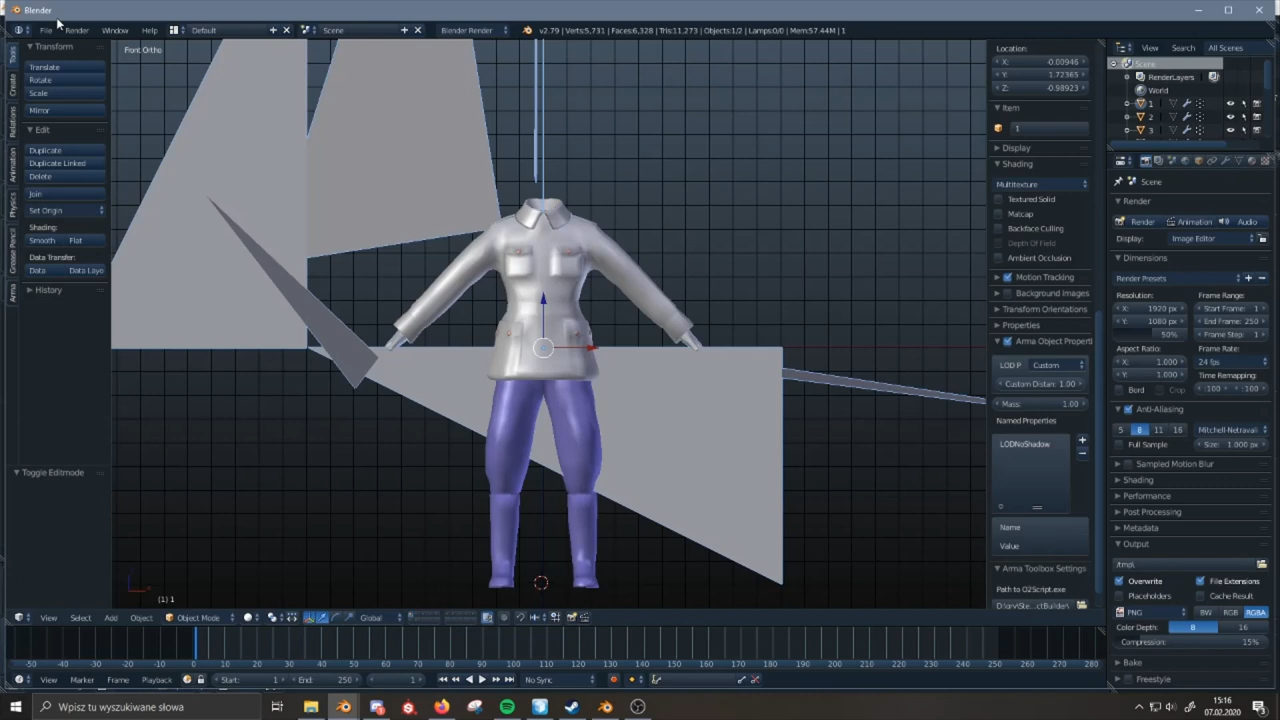 Blender
File Render Window Help Default Scene Blender Render v2.79 | Verts:5,731 | Faces:6,328 | Tris:11,273 | Objects:1/2 | Lamps:0/0 | Mem:57.44M | 1
View Search All Scenes
Tools
Create
Relations
Animation
Physics
Grease Pencil
Arma
Transform
Translate
Rotate
Scale
Mirror
Edit
Duplicate
Duplicate Linked
Delete
Join
Set Origin
Shading:
Smooth Flat
Data Transfer:
Data Data Layo
History
Toggle Editmode
Front Ortho
(1) 1
Location:
X: -0.00946
Y: 1.72365
Z: -0.98923
Item
1
Display
Shading
Multitexture
Textured Solid
Matcap
Backface Culling
Depth Of Field
Ambient Occlusion
Motion Tracking
Background Images
Transform Orientations
Properties
Arma Object Properti
LOD P Custom
Custom Distan: 1.00
Mass: 1.00
Named Properties
LODNoShadow
Name
Value
Arma Toolbox Settings
Path to O2Script.exe
Scene
RenderLayers
World
1
2
3
Scene
Render
Render Animation Audio
Display: Image Editor
Dimensions
Render Presets
Resolution: Frame Range:
X: 1920 px Start Frame: 1
Y: 1080 px End Frame: 250
50% Frame Step: 1
Aspect Ratio: Frame Rate:
X: 1.000 24 fps
Y: 1.000 Time Remapping:
Bord Crop :100 :100
Anti-Aliasing
5 8 11 16 Mitchell-Netravali
Full Sample Size: 1.000 px
Sampled Motion Blur
Shading
Performance
Post Processing
Metadata
Output
/tmp\
Overwrite File Extensions
Placeholders Cache Result
PNG BW RGB RGBA
Color Depth: 8 16
Compression: 15%
Bake
Freestyle
View Select Add Object Object Mode Global
-50 -40 -30 -20 -10 0 10 20 30 40 50 60 70 80 90 100 110 120 130 140 150 160 170 180 190 200 210 220 230 240 250 260 270 280
View Marker Frame Playback Start: 1 End: 250 1 No Sync
Wpisz tu wyszukiwane słowa
15:16
07.02.2020